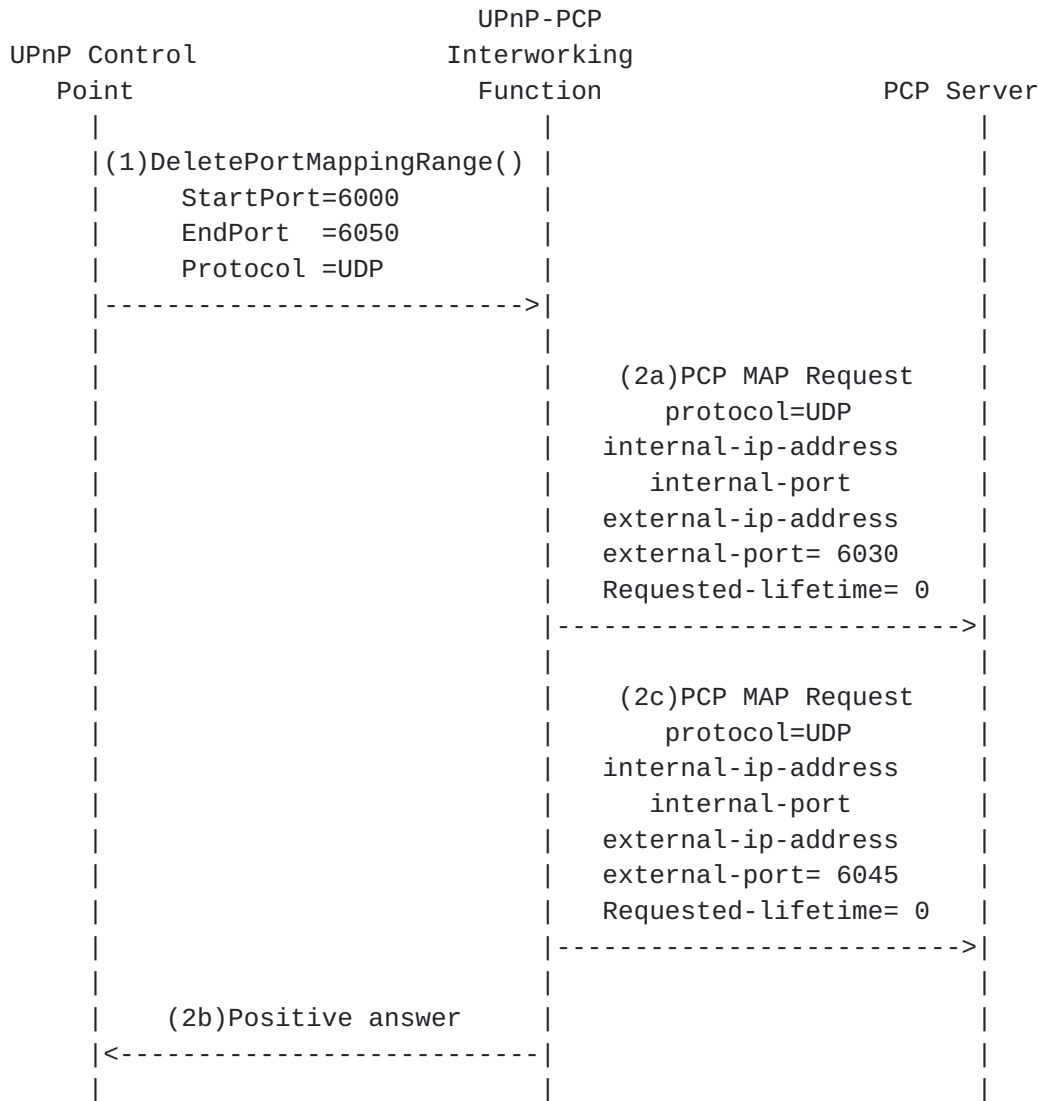 UPnP-PCP
UPnP Control Interworking
Point Function PCP Server
(1)DeletePortMappingRange()
StartPort=6000
EndPort =6050
Protocol =UDP
(2a)PCP MAP Request
protocol=UDP
internal-ip-address
internal-port
external-ip-address
external-port= 6030
Requested-lifetime= 0
(2c)PCP MAP Request
protocol=UDP
internal-ip-address
internal-port
external-ip-address
external-port= 6045
Requested-lifetime= 0
(2b)Positive answer